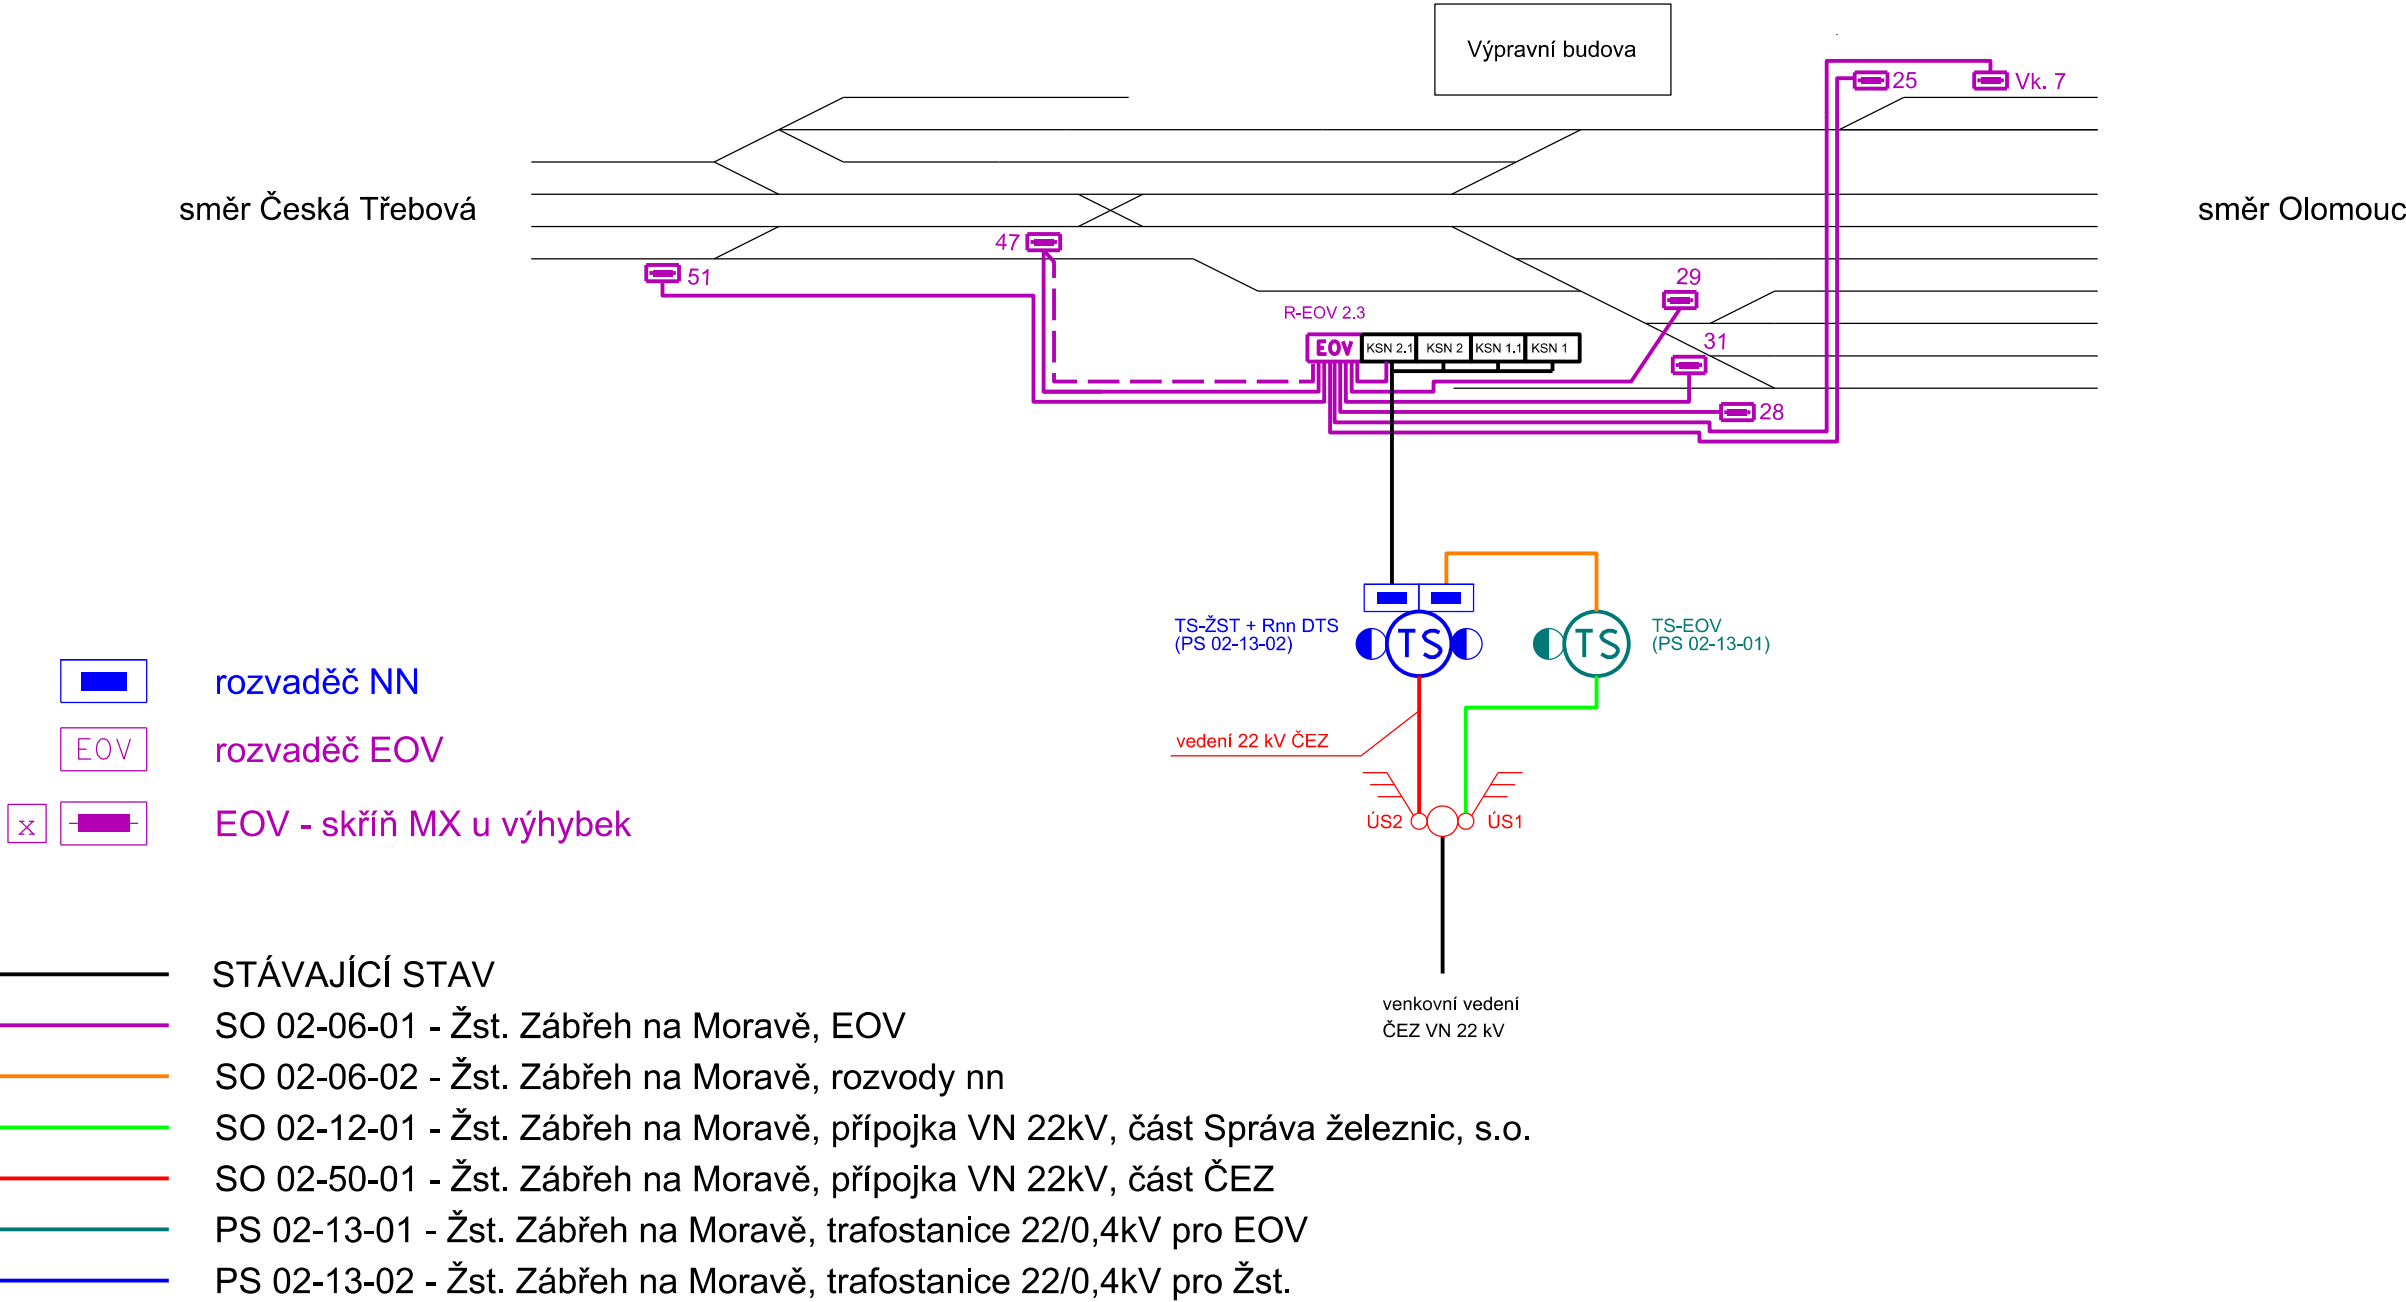 Výpravní budova
25
Vk. 7
směr Česká Třebová
směr Olomouc
47
51
29
R-EOV 2.3
31
EOV
KSN 2.1
KSN 2
KSN 1.1
KSN 1
28
TS-ŽST + Rnn DTS
(PS 02-13-02)
TS
TS
TS-EOV
(PS 02-13-01)
rozvaděč NN
vedení 22 kV ČEZ
EOV
rozvaděč EOV
ÚS2
ÚS1
x
EOV - skříň MX u výhybek
STÁVAJÍCÍ STAV
venkovní vedení
ČEZ VN 22 kV
SO 02-06-01 - Žst. Zábřeh na Moravě, EOV
SO 02-06-02 - Žst. Zábřeh na Moravě, rozvody nn
SO 02-12-01 - Žst. Zábřeh na Moravě, přípojka VN 22kV, část Správa železnic, s.o.
SO 02-50-01 - Žst. Zábřeh na Moravě, přípojka VN 22kV, část ČEZ
PS 02-13-01 - Žst. Zábřeh na Moravě, trafostanice 22/0,4kV pro EOV
PS 02-13-02 - Žst. Zábřeh na Moravě, trafostanice 22/0,4kV pro Žst.